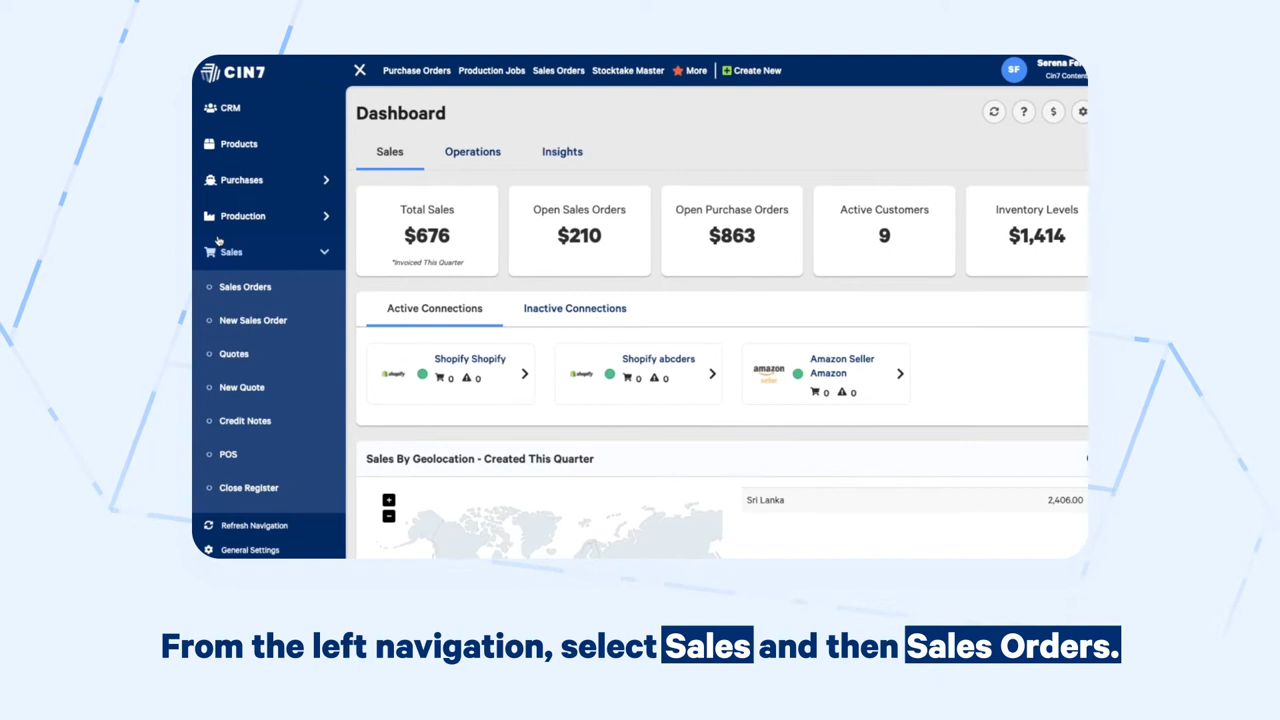 CIN7
Purchase Orders Production Jobs Sales Orders Stocktake Master More Create New
SF
Cin7
CRM
Products
Purchases
Production
Sales
Sales Orders
New Sales Order
Quotes
New Quote
Credit Notes
POS
Close Register
Refresh Navigation
General Settings
Dashboard
? $
Sales Operations Insights
Total Sales
$676
*Invoiced This Quarter
Open Sales Orders
$210
Open Purchase Orders
$863
Active Customers
9
Inventory Levels
$1,414
Active Connections Inactive Connections
shopify
Shopify Shopify
0 0
shopify
Shopify abcders
0 0
amazon
seller
Amazon Seller
Amazon
0 0
Sales By Geolocation - Created This Quarter
+
-
Sri Lanka 2,406.00
From the left navigation, select Sales and then Sales Orders.